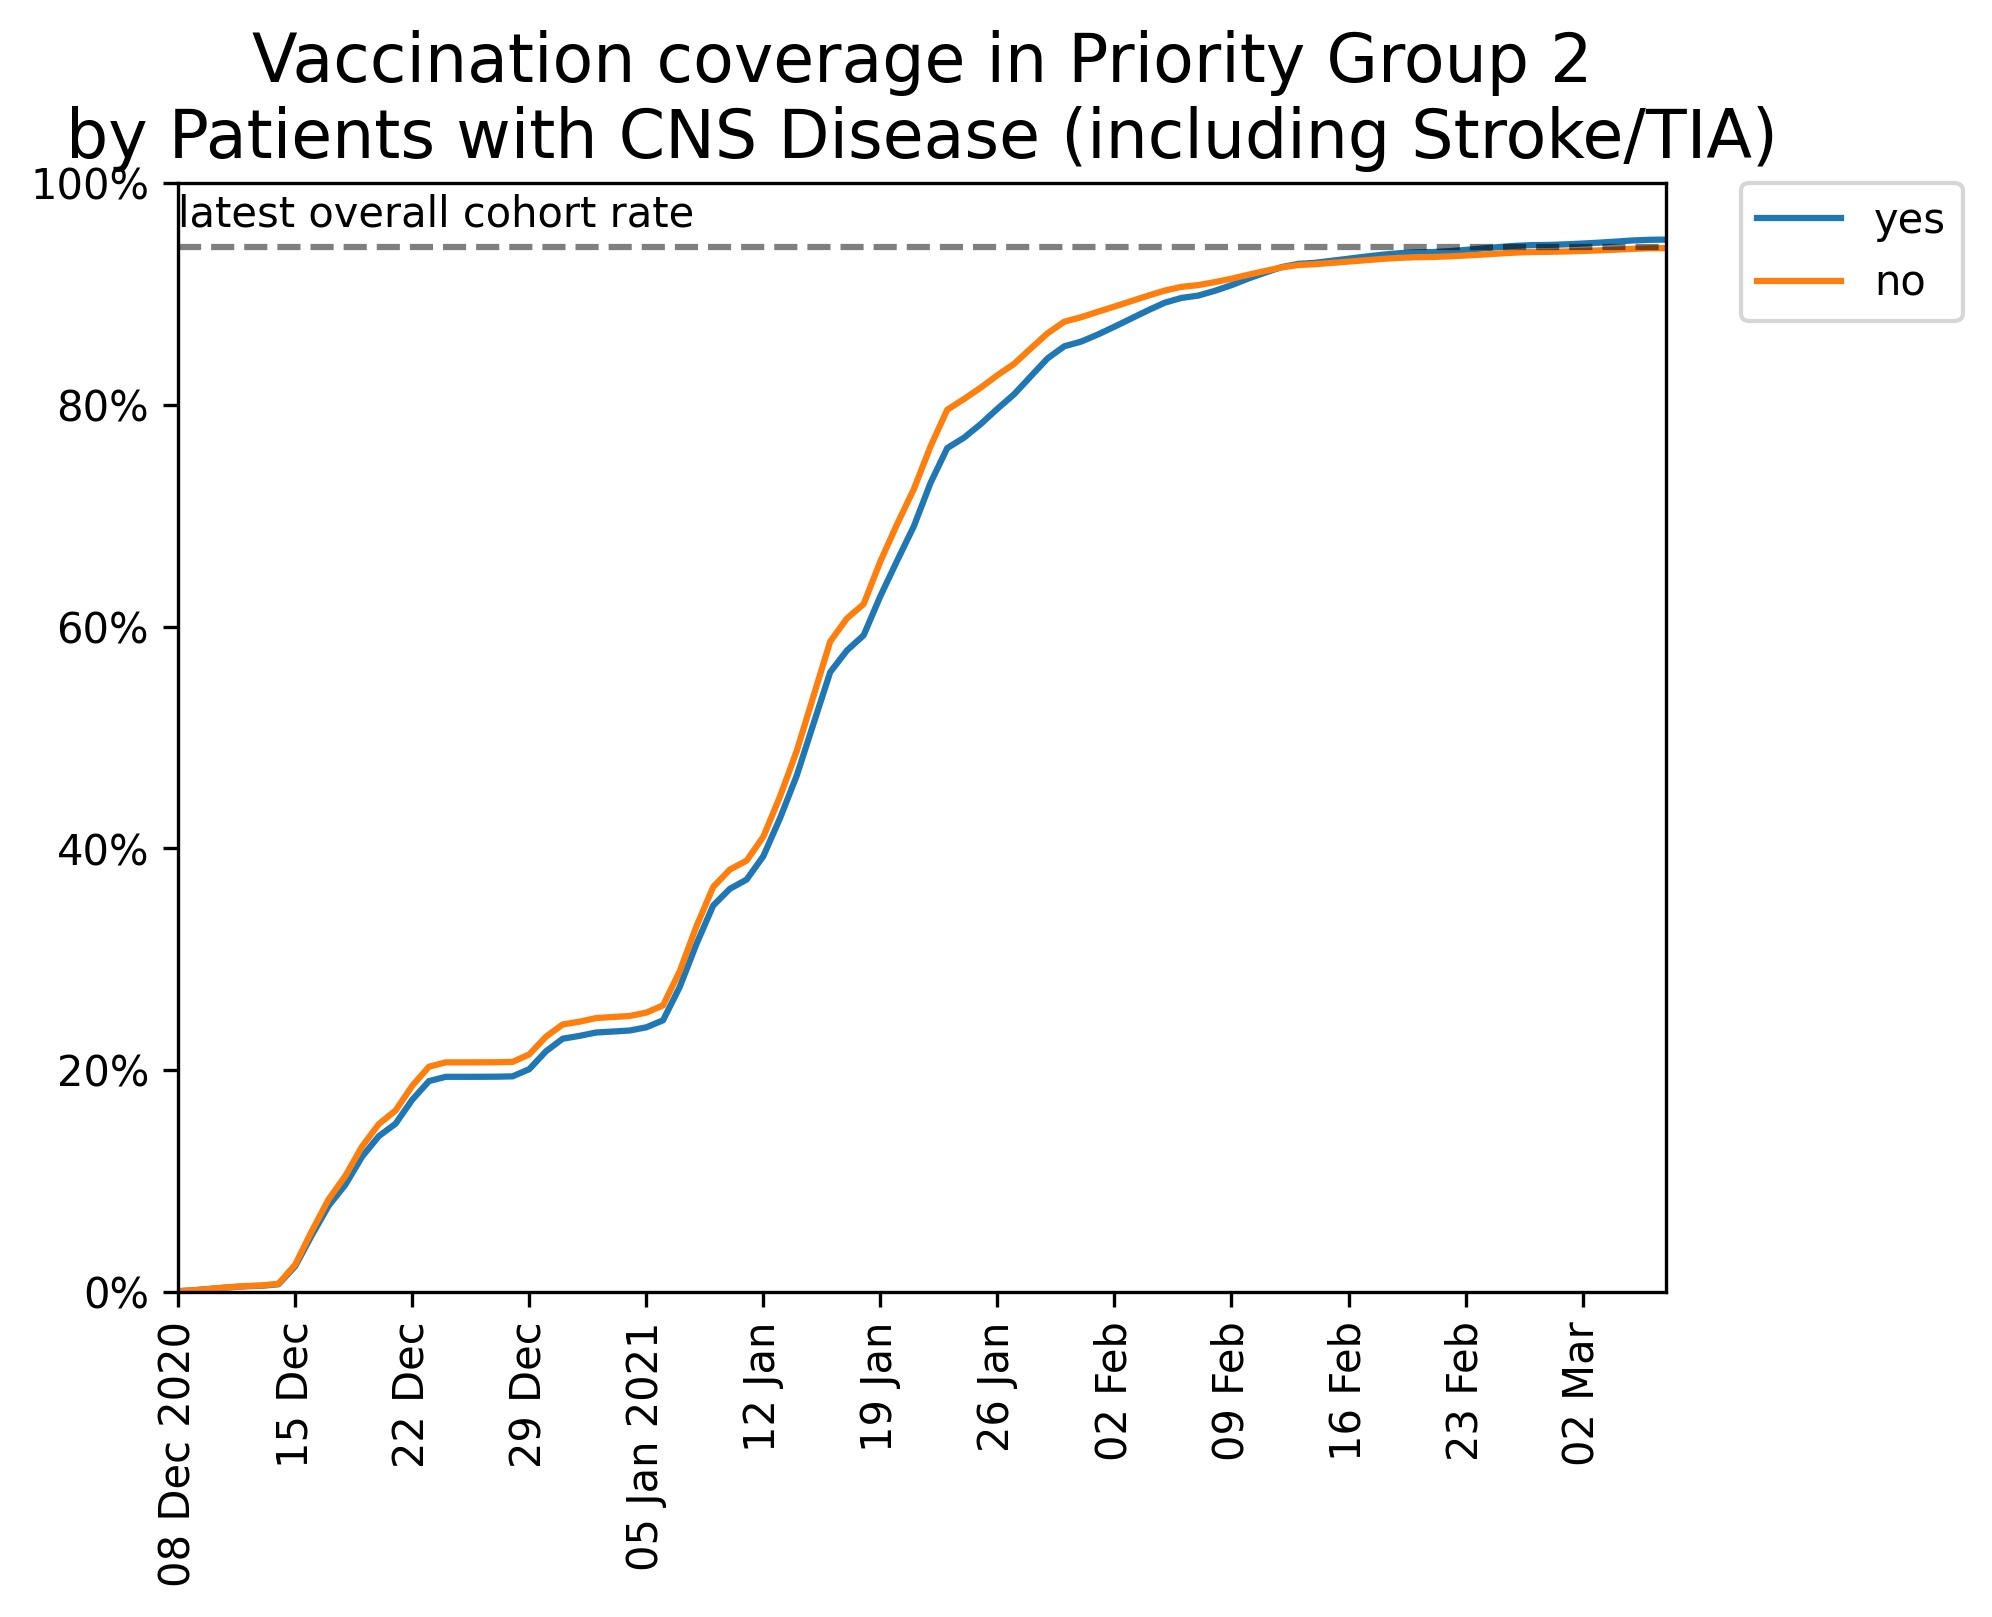 Vaccination coverage in Priority Group 2
by Patients with CNS Disease (including Stroke/TIA)
100%
latest overall cohort rate
yes
no
80%
60%
40%
20%
0%
08 Dec 2020
15 Dec
22 Dec
29 Dec
05 Jan 2021
12 Jan
19 Jan
26 Jan
02 Feb
09 Feb
16 Feb
23 Feb
02 Mar